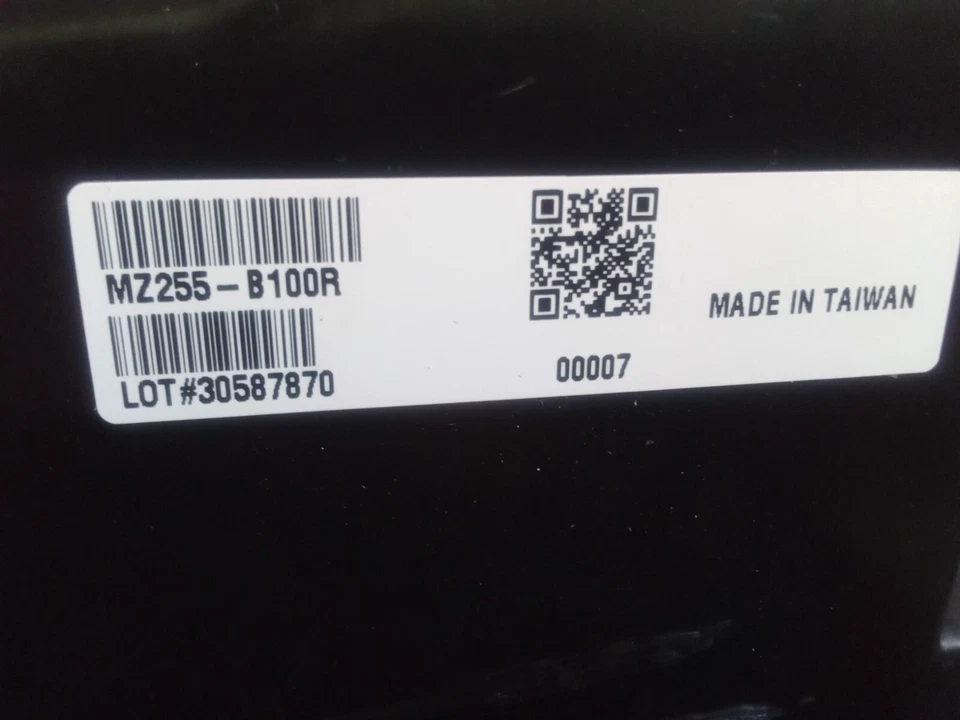 MZ255-B100R
LOT#30587870
00007
MADE IN TAIWAN